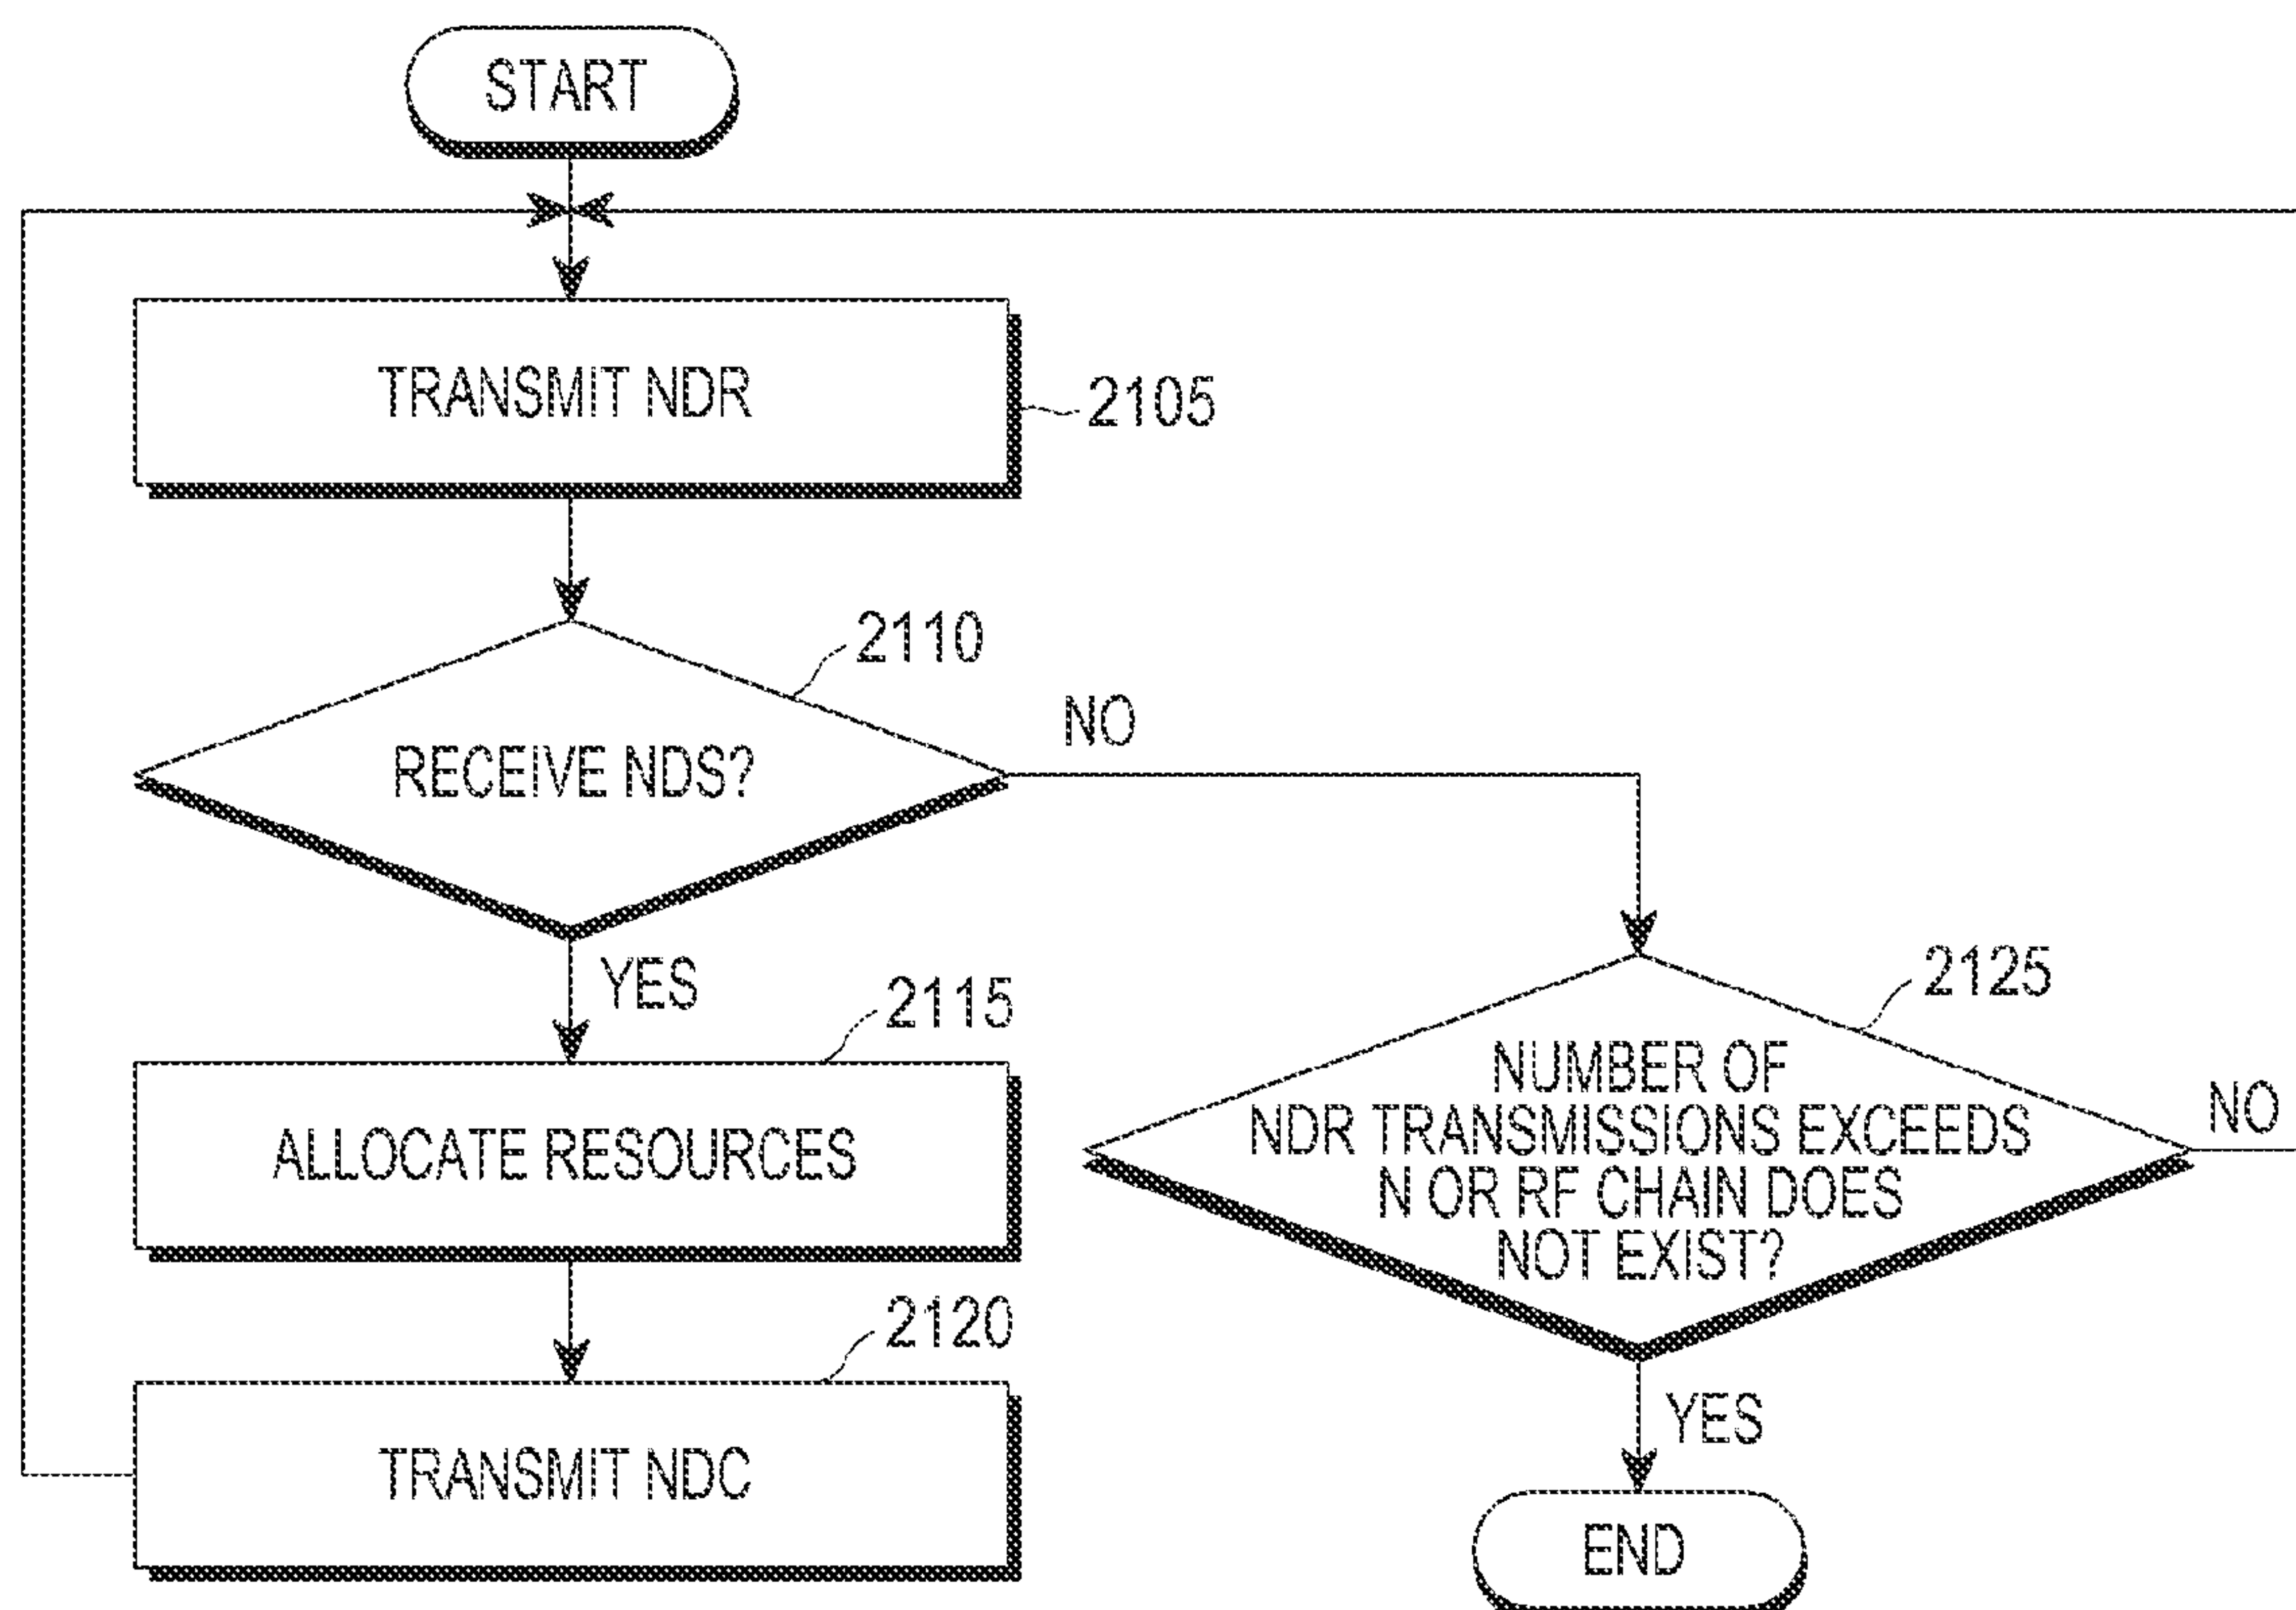 START
TRANSMIT NDR
2105
2110
RECEIVE NDS?
NO
YES
2115
ALLOCATE RESOURCES
2120
TRANSMIT NDC
2125
NUMBER OF
NDR TRANSMISSIONS EXCEEDS
N OR RF CHAIN DOES
NOT EXIST?
NO
YES
END